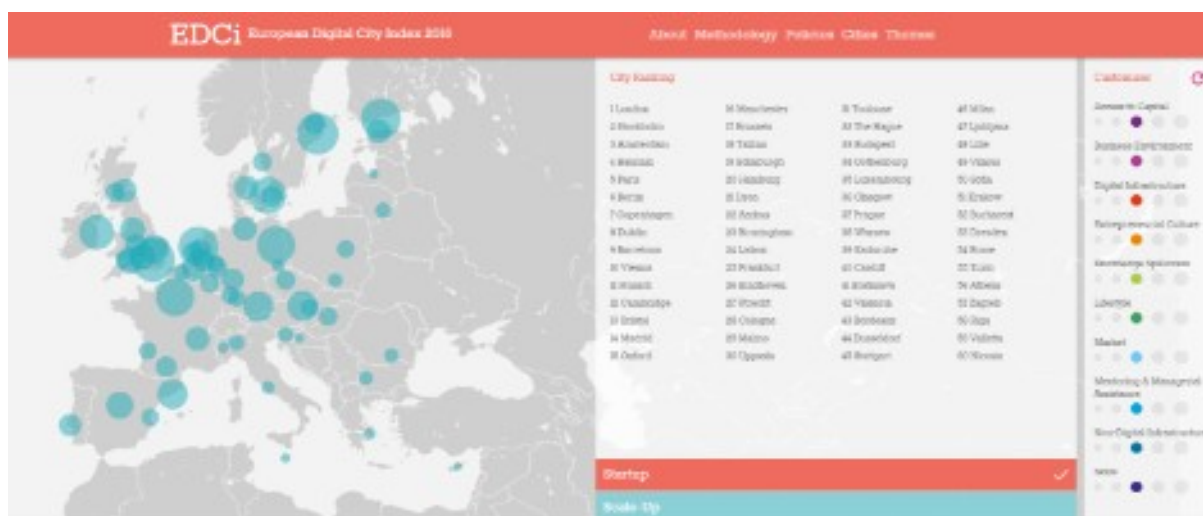 EDCi European Digital City Index 2016
About Methodology Policies Cities Themes
City Ranking
1 London
2 Stockholm
3 Amsterdam
4 Helsinki
5 Paris
6 Berlin
7 Copenhagen
8 Dublin
9 Barcelona
10 Vienna
11 Munich
12 Cambridge
13 Bristol
14 Madrid
15 Oxford
16 Manchester
17 Brussels
18 Tallinn
19 Edinburgh
20 Hamburg
21 Lyon
22 Aarhus
23 Birmingham
24 Lisbon
25 Frankfurt
26 Eindhoven
27 Utrecht
28 Cologne
29 Malmo
30 Uppsala
31 Toulouse
32 The Hague
33 Budapest
34 Gothenburg
35 Luxembourg
36 Glasgow
37 Prague
38 Warsaw
39 Karlsruhe
40 Cardiff
42 Valencia
43 Bordeaux
44 Dusseldorf
45 Stuttgart
46 Milan
47 Ljubljana
48 Lille
49 Vilnius
50 Sofia
51 Krakow
52 Bucharest
53 Dresden
54 Rome
55 Turin
56 Athens
57 Zagreb
58 Riga
59 Valletta
60 Nicosia
Startup
Scale-Up
Customise
Access to Capital
Business Environment
Digital Infrastructure
Entrepreneurial Culture
Knowledge Spillovers
Lifestyle
Market
Mentoring & Managerial
Assistance
Non-Digital Infrastructure
Skills